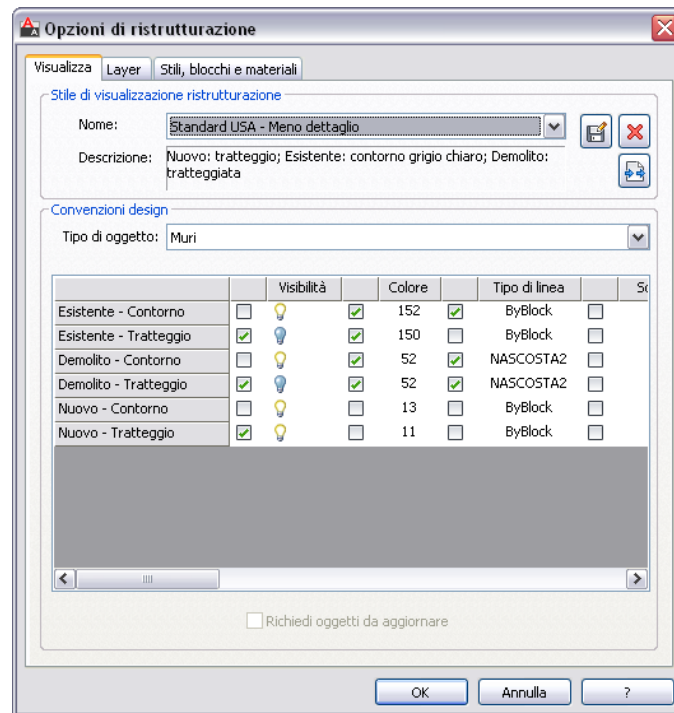 Opzioni di ristrutturazione
Visualizza Layer Stili, blocchi e materiali
Stile di visualizzazione ristrutturazione
Nome: Standard USA - Meno dettaglio
Descrizione: Nuovo: tratteggio; Esistente: contorno grigio chiaro; Demolito:
tratteggiata
Convenzioni design
Tipo di oggetto: Muri
Visibilità Colore Tipo di linea Sc
Esistente - Contorno 152 ByBlock
Esistente - Tratteggio 150 ByBlock
Demolito - Contorno 52 NASCOSTA2
Demolito - Tratteggio 52 NASCOSTA2
Nuovo - Contorno 13 ByBlock
Nuovo - Tratteggio 11 ByBlock
Richiedi oggetti da aggiornare
OK Annulla ?